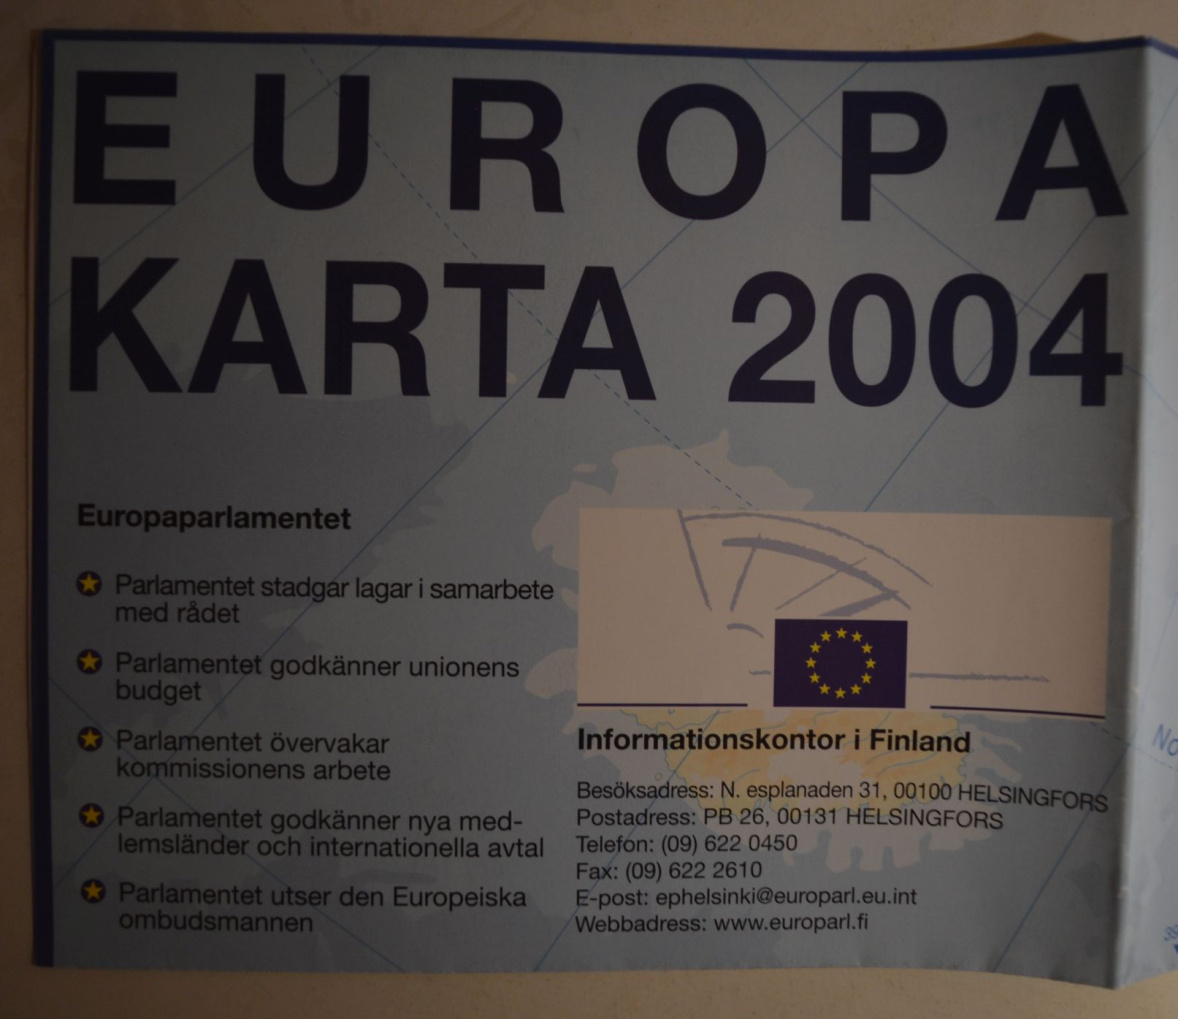 EUROPA
KARTA 2004
Europaparlamentet
Parlamentet stadgar lagar i samarbete
med rådet
Parlamentet godkänner unionens
budget
Parlamentet övervakar
kommissionens arbete
Parlamentet godkänner nya med-
lemsländer och internationella avtal
Parlamentet utser den Europeiska
ombudsmannen
Informationskontor i Finland
Besöksadress: N. esplanaden 31, 00100 HELSINGFORS
Postadress: PB 26, 00131 HELSINGFORS
Telefon: (09) 622 0450
Fax: (09) 622 2610
E-post: ephelsinki@europarl.eu.int
Webbadress: www.europarl.fi
No